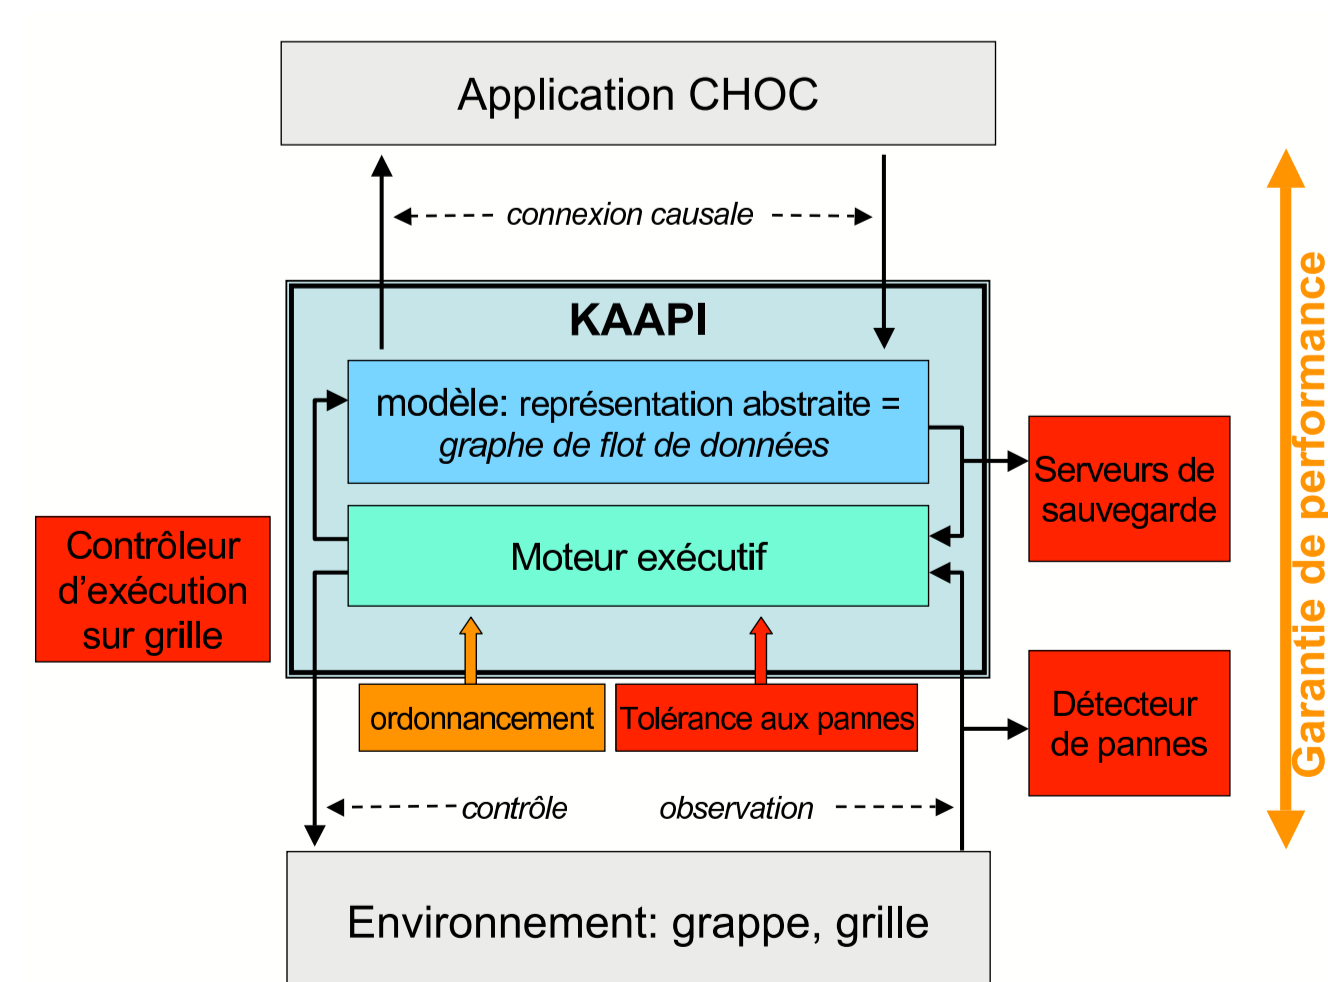 Application CHOC
connexion causale
KAAPI
modèle: représentation abstraite =
graphe de flot de données
Moteur exécutif
Serveurs de
sauvegarde
Contrôleur
d'exécution
sur grille
ordonnancement
Tolérance aux pannes
Détecteur
de pannes
contrôle
observation
Environnement: grappe, grille
Garantie de performance